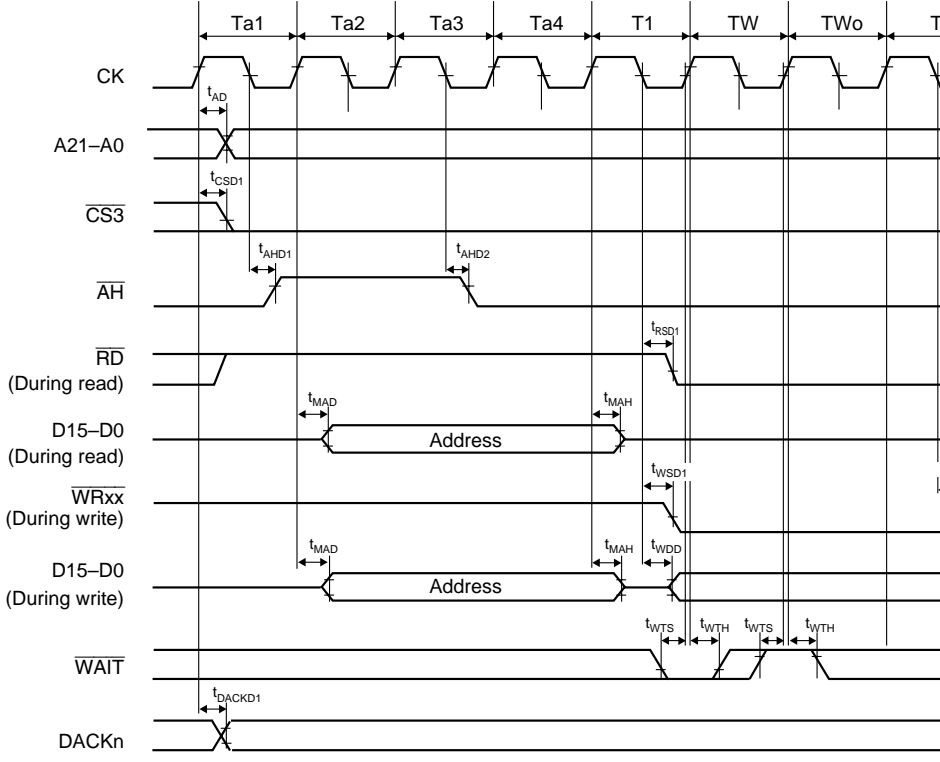 Ta1 Ta2 Ta3 Ta4 T1 TW TWo T
CK
tAD
A21–A0
tCSD1
CS3
tAHD1 tAHD2
AH
tRSD1
RD
(During read)
tMAD tMAH
D15–D0
Address
(During read)
tWSD1
WRxx
(During write)
tMAD tMAH tWDD
D15–D0
Address
(During write)
tWTS tWTH tWTS tWTH
WAIT
tDACKD1
DACKn